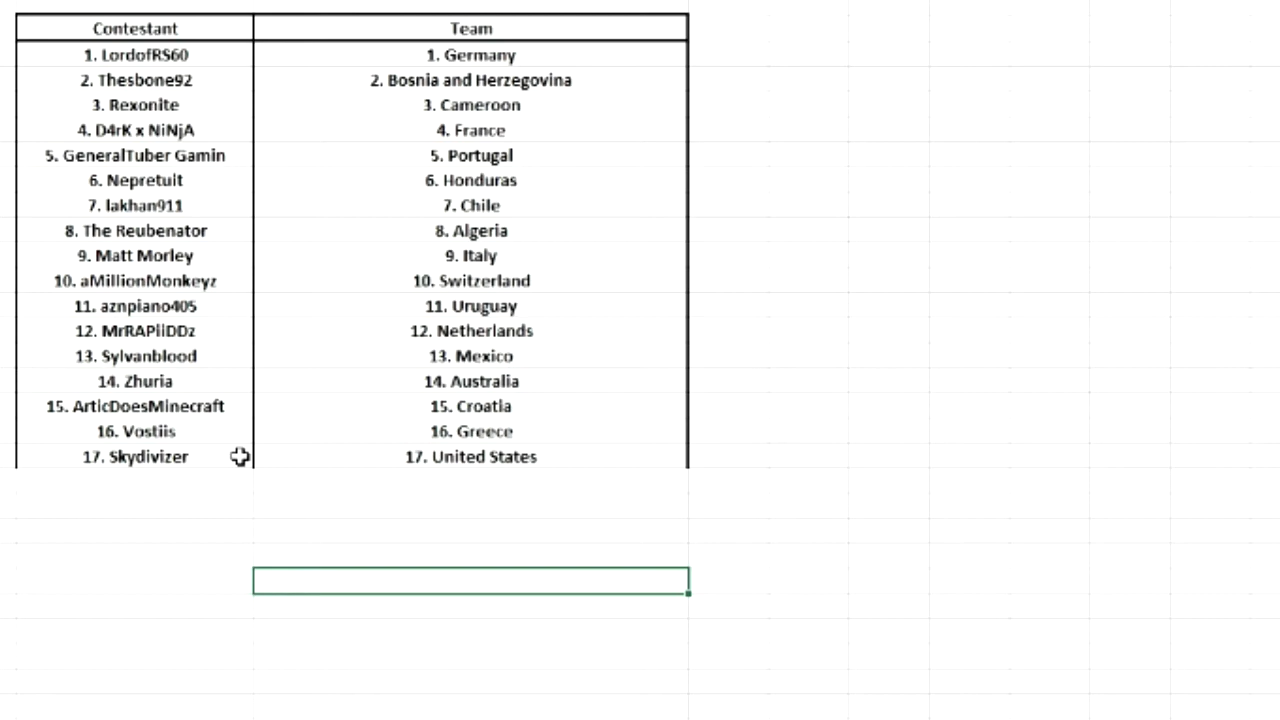 Contestant Team
1. LordofRS60 1. Germany
2. Thesbone92 2. Bosnia and Herzegovina
3. Rexonite 3. Cameroon
4. D4rK x NiNjA 4. France
5. GeneralTuber Gamin 5. Portugal
6. Nepretuit 6. Honduras
7. lakhan911 7. Chile
8. The Reubenator 8. Algeria
9. Matt Morley 9. Italy
10. aMillionMonkeyz 10. Switzerland
11. aznpiano405 11. Uruguay
12. MrRAPiiDDz 12. Netherlands
13. Sylvanblood 13. Mexico
14. Zhuria 14. Australia
15. ArticDoesMinecraft 15. Croatia
16. Vostiis 16. Greece
17. Skydivizer 17. United States